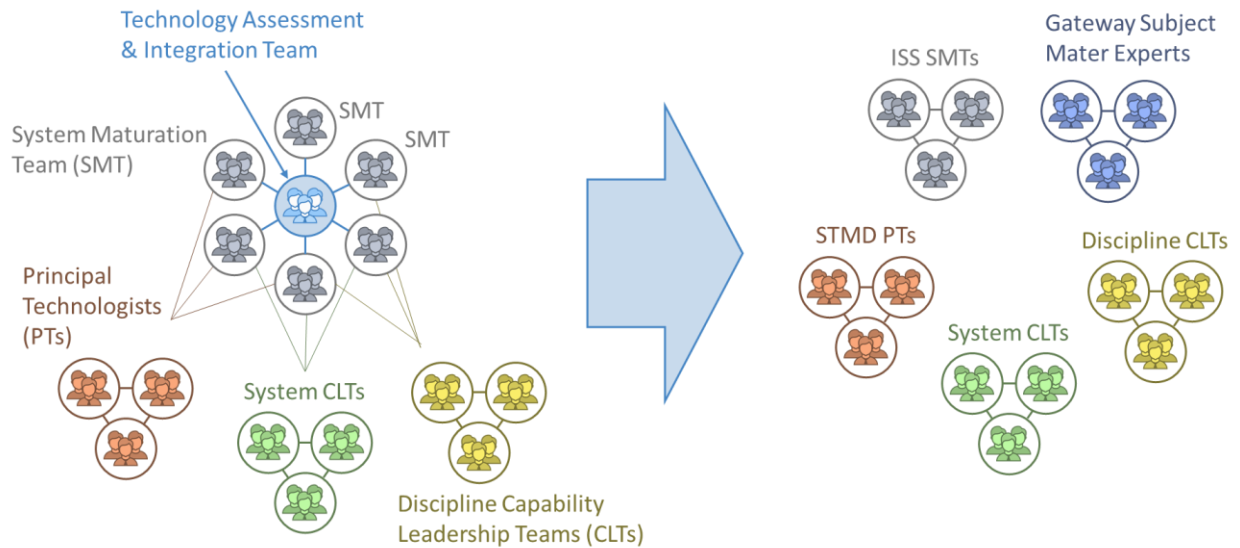 Technology Assessment
& Integration Team
SMT
SMT
System Maturation
Team (SMT)
Principal
Technologists
(PTs)
System CLTs
Discipline Capability
Leadership Teams (CLTs)
ISS SMTs
Gateway Subject
Mater Experts
STMD PTs
Discipline CLTs
System CLTs